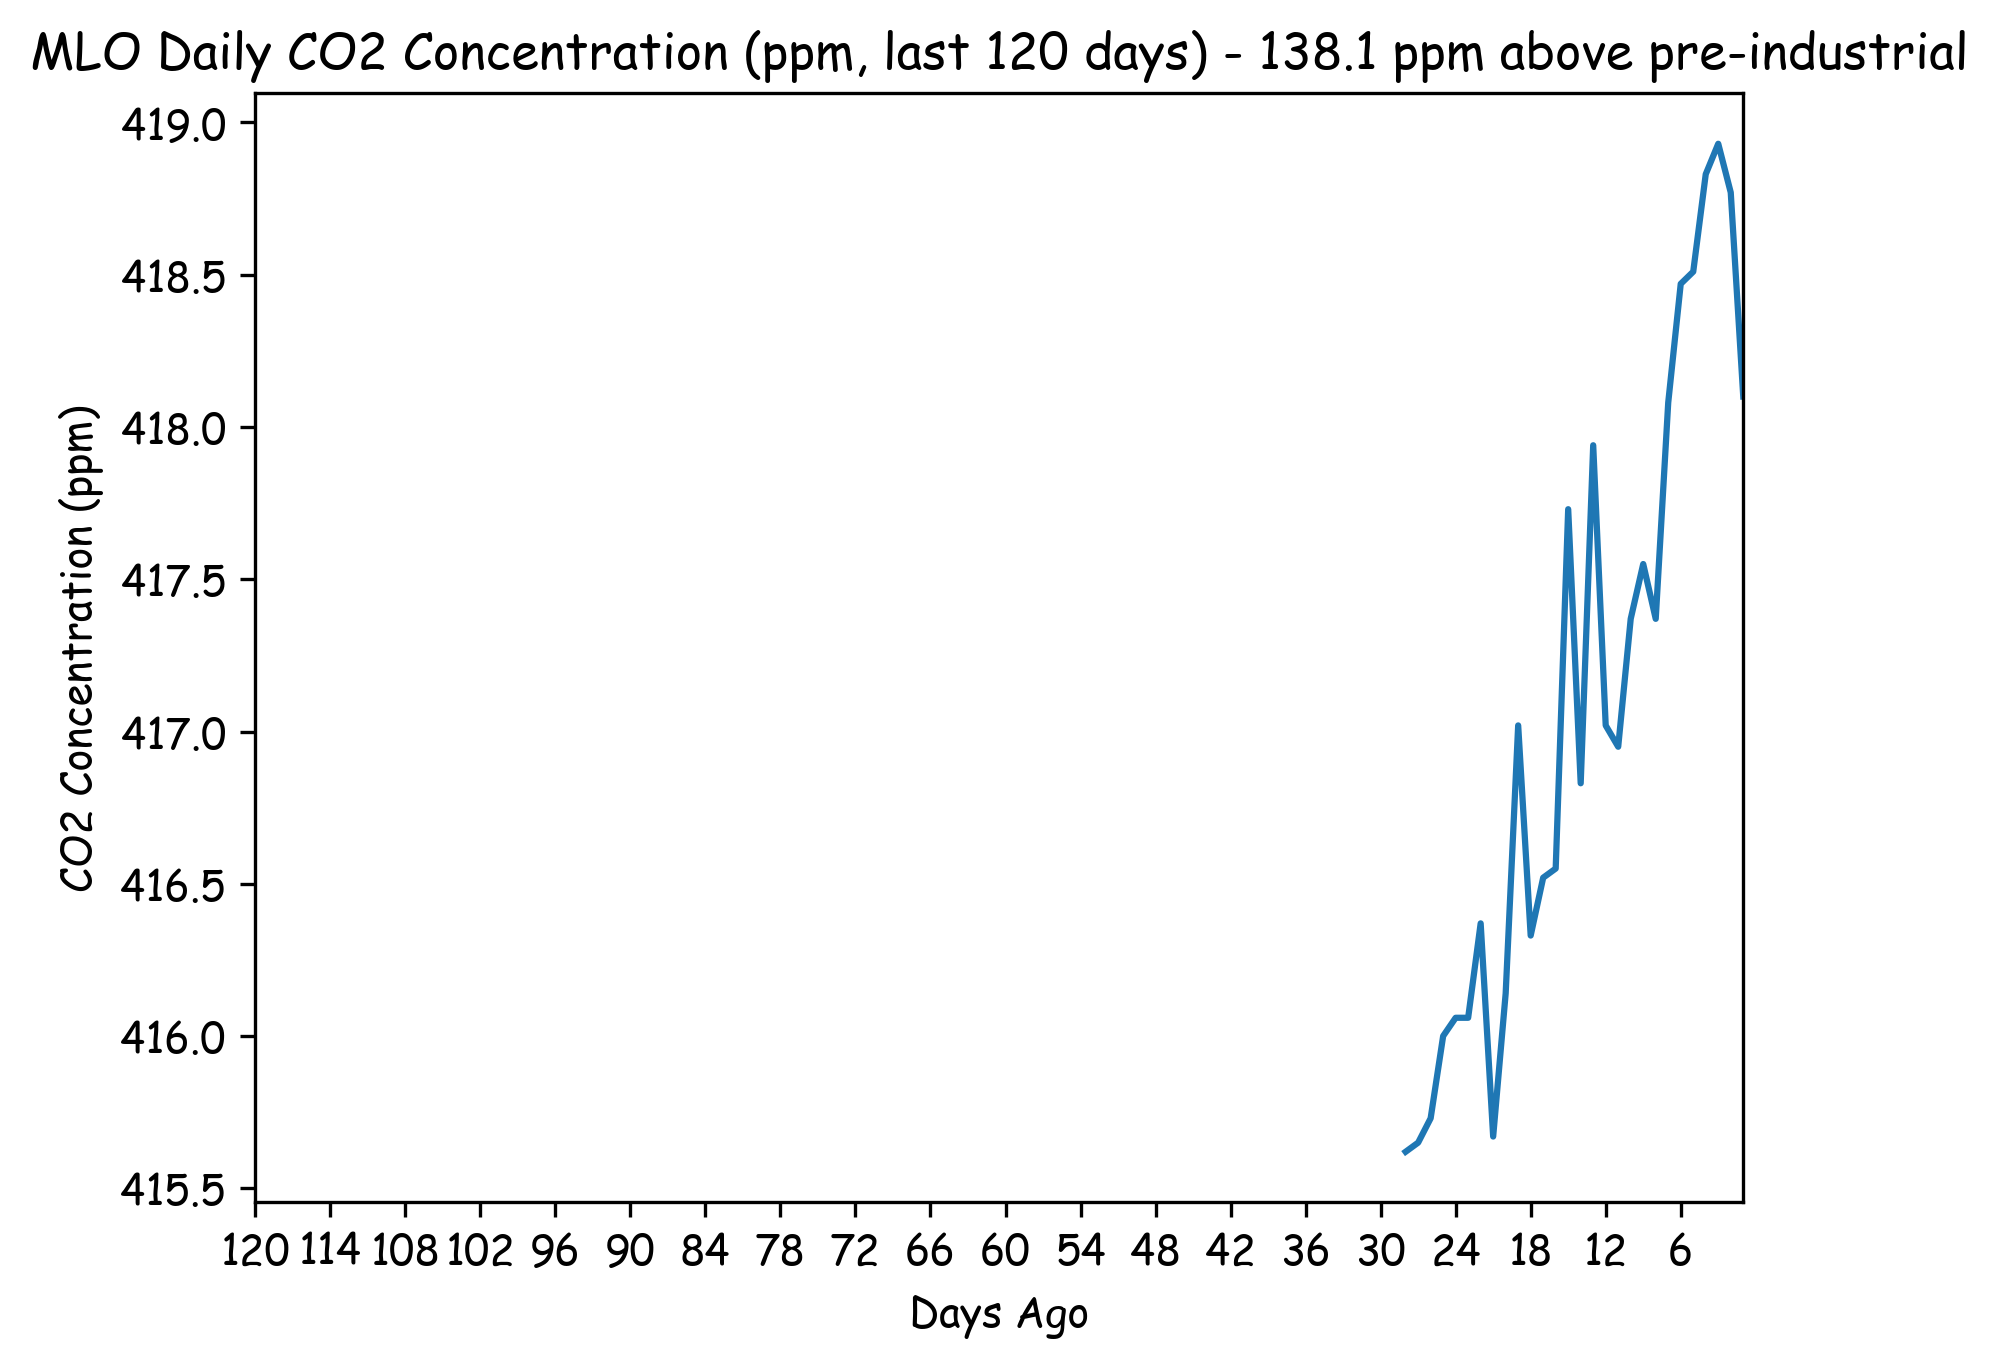 MLO Daily CO2 Concentration (ppm, last 120 days) - 138.1 ppm above pre-industrial
419.0
418.5
418.0
417.5
417.0
416.5
416.0
415.5
CO2 Concentration (ppm)
120 114 108 102 96 90 84 78 72 66 60 54 48 42 36 30 24 18 12 6
Days Ago